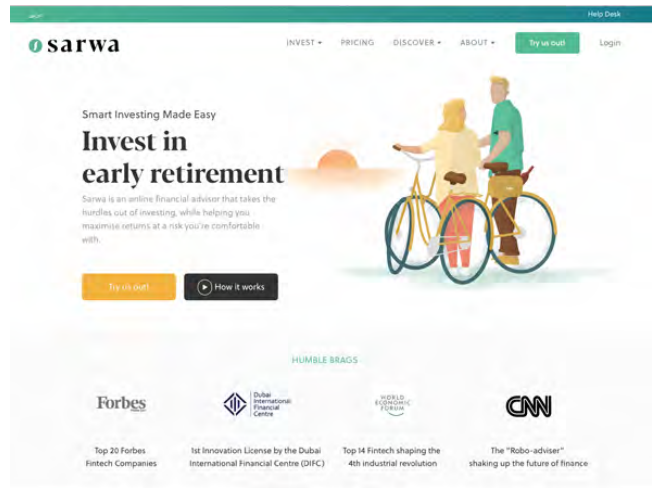 Help Desk
sarwa
INVEST PRICING DISCOVER ABOUT Try us out! Login
Smart Investing Made Easy
Invest in
early retirement
Sarwa is an online financial advisor that takes the
hurdles out of investing, while helping you
maximise returns at a risk you're comfortable
with.
Try us out! How it works
HUMBLE BRAGS
Forbes
Dubai
International
Financial
Centre
WORLD
ECONOMIC
FORUM
CNN
Top 20 Forbes
Fintech Companies
1st Innovation License by the Dubai
International Financial Centre (DIFC)
Top 14 Fintech shaping the
4th industrial revolution
The "Robo-adviser"
shaking up the future of finance